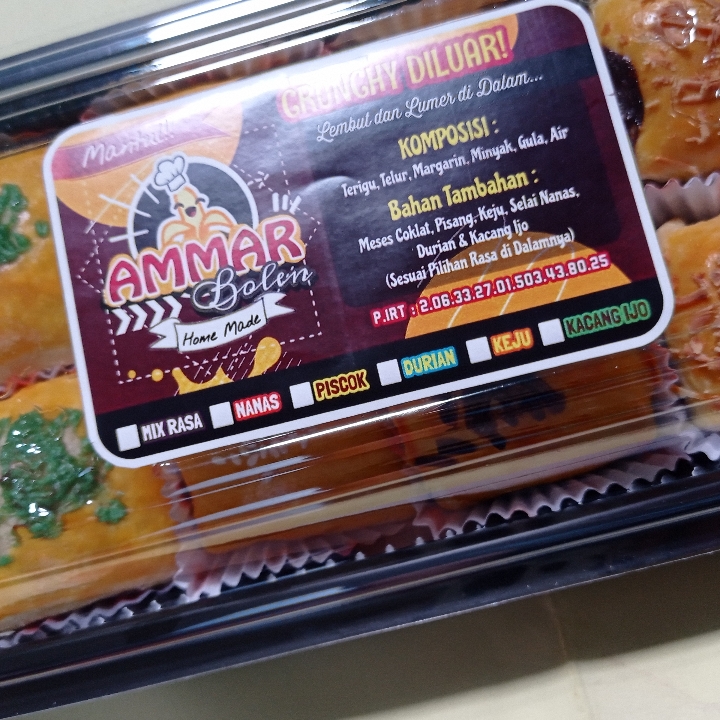 Mantull
CRUNCHY DILUAR!
Lembut dan Lumer di Dalam...
AMMAR
Bolen
Home Made
KOMPOSISI :
Terigu, Telur, Margarin, Minyak, Gula, Air
Bahan Tambahan :
Meses Coklat, Pisang-Keju, Selai Nanas,
Durian & Kacang Ijo
(Sesuai Pilihan Rasa di Dalamnya)
P.IRT : 2.06.33.27.01.503.43.80.25
MIX RASA NANAS PISCOK DURIAN KEJU KACANG IJO